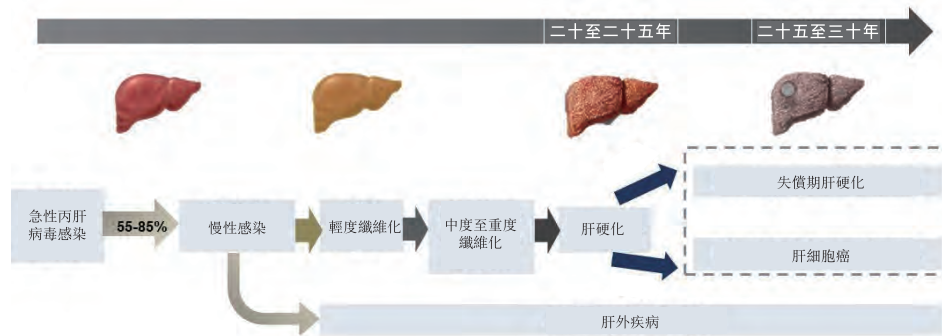 二十至二十五年
二十五至三十年
急性丙肝
病毒感染
55-85%
慢性感染
輕度纖維化
中度至重度
纖維化
肝硬化
失償期肝硬化
肝細胞癌
肝外疾病